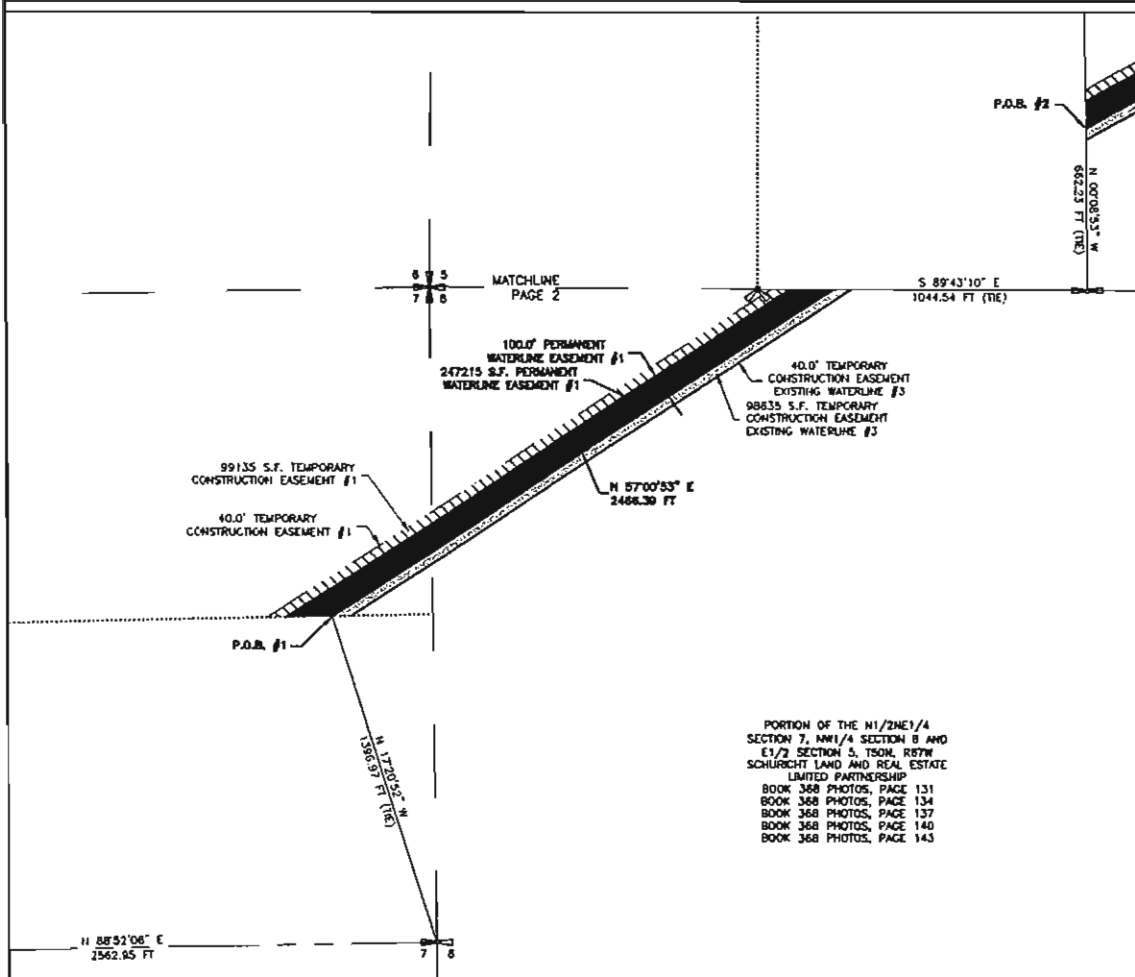 P.O.B. #2
N 00°08'53" W
662.23 FT (TIE)
6 5
7 8
MATCHLINE
PAGE 2
S 89°43'10" E
1044.54 FT (TIE)
100.0' PERMANENT
WATERLINE EASEMENT #1
247215 S.F. PERMANENT
WATERLINE EASEMENT #1
40.0' TEMPORARY
CONSTRUCTION EASEMENT
EXISTING WATERLINE #3
98635 S.F. TEMPORARY
CONSTRUCTION EASEMENT
EXISTING WATERLINE #3
99135 S.F. TEMPORARY
CONSTRUCTION EASEMENT #1
N 57°00'53" E
2466.39 FT
40.0' TEMPORARY
CONSTRUCTION EASEMENT #1
P.O.B. #1
N 17°20'52" W
1396.97 FT (TIE)
PORTION OF THE N1/2NE1/4
SECTION 7, NW1/4 SECTION 8 AND
E1/2 SECTION 5, T50N, R67W
SCHURICHT LAND AND REAL ESTATE
LIMITED PARTNERSHIP
BOOK 368 PHOTOS, PAGE 131
BOOK 368 PHOTOS, PAGE 134
BOOK 368 PHOTOS, PAGE 137
BOOK 368 PHOTOS, PAGE 140
BOOK 368 PHOTOS, PAGE 143
N 88°52'06" E
2562.95 FT
7 8